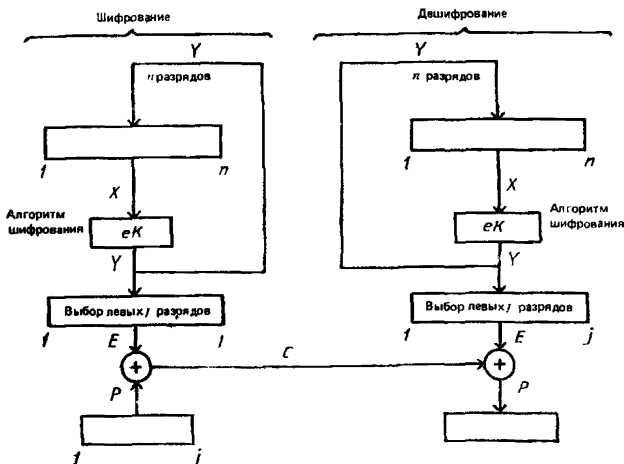 Шифрование
Дешифрование
Y
Y
n разрядов
n разрядов
1 n
1 n
X
X
Алгоритм
шифрования
eK
eK
Алгоритм
шифрования
Y
Y
Выбор левых j разрядов
Выбор левых j разрядов
1 E j
1 E j
+
C
+
P
P
1 j